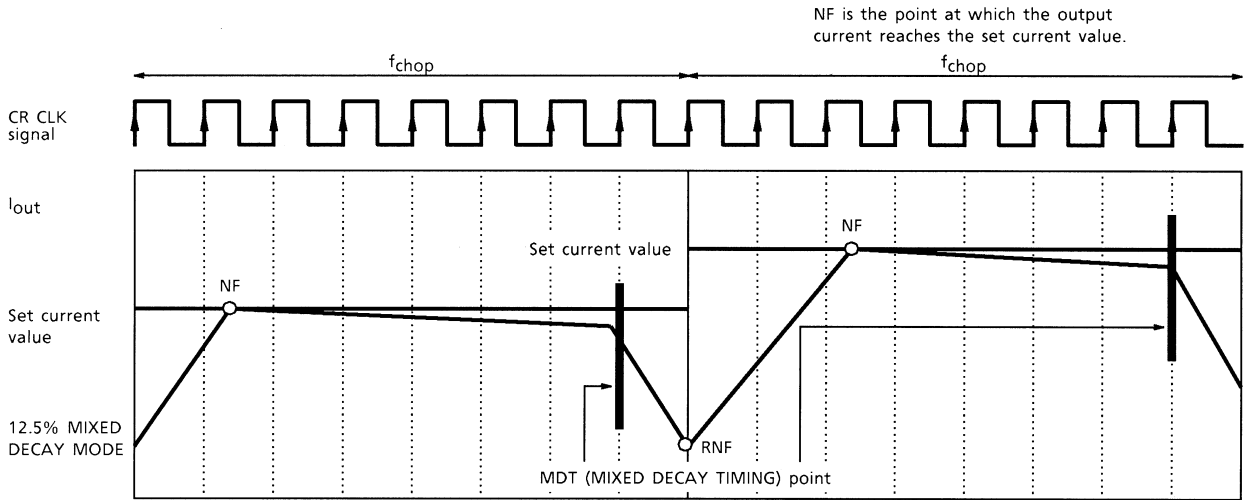 NF is the point at which the output
current reaches the set current value.
fchop
fchop
CR CLK
signal
Iout
NF
Set current value
NF
Set current
value
12.5% MIXED
DECAY MODE
RNF
MDT (MIXED DECAY TIMING) point